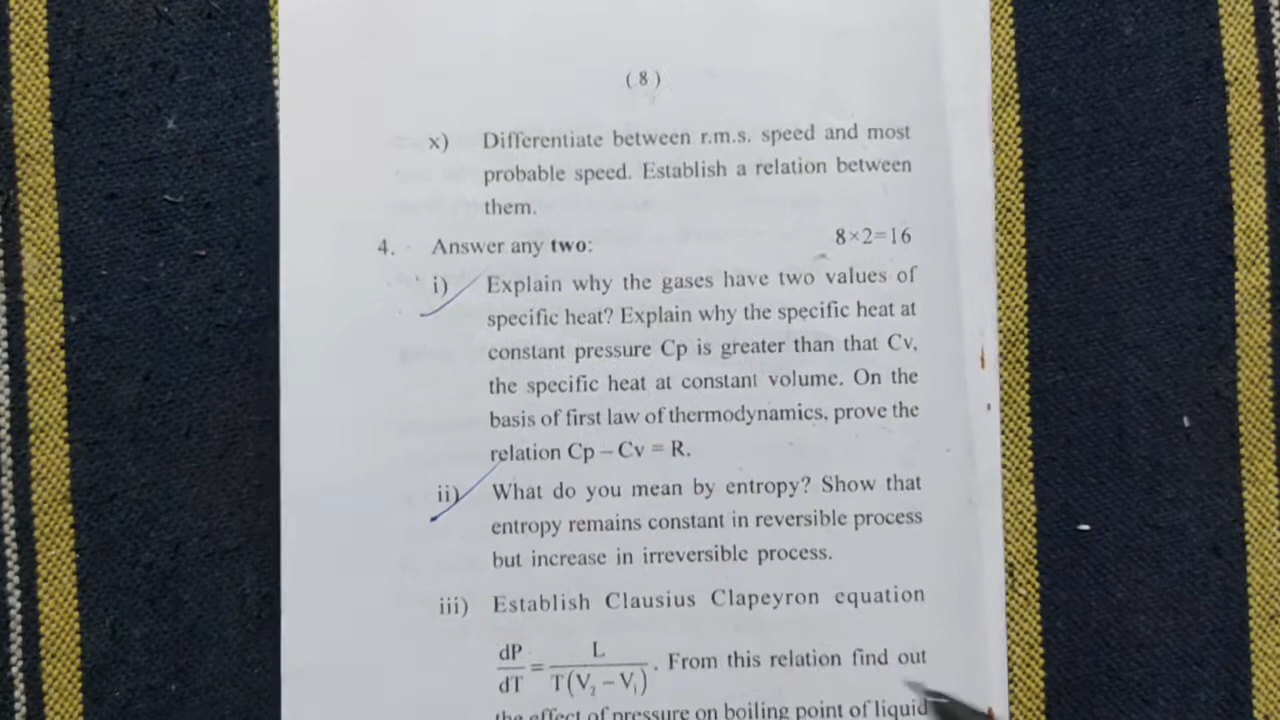 ( 8 )
x) Differentiate between r.m.s. speed and most
probable speed. Establish a relation between
them.
4. Answer any two: 8×2=16
i) Explain why the gases have two values of
specific heat? Explain why the specific heat at
constant pressure Cp is greater than that Cv,
the specific heat at constant volume. On the
basis of first law of thermodynamics, prove the
relation Cp – Cv = R.
ii) What do you mean by entropy? Show that
entropy remains constant in reversible process
but increase in irreversible process.
iii) Establish Clausius Clapeyron equation
dP/dT = L/T(V₂ – V₁). From this relation find out
the effect of pressure on boiling point of liquid